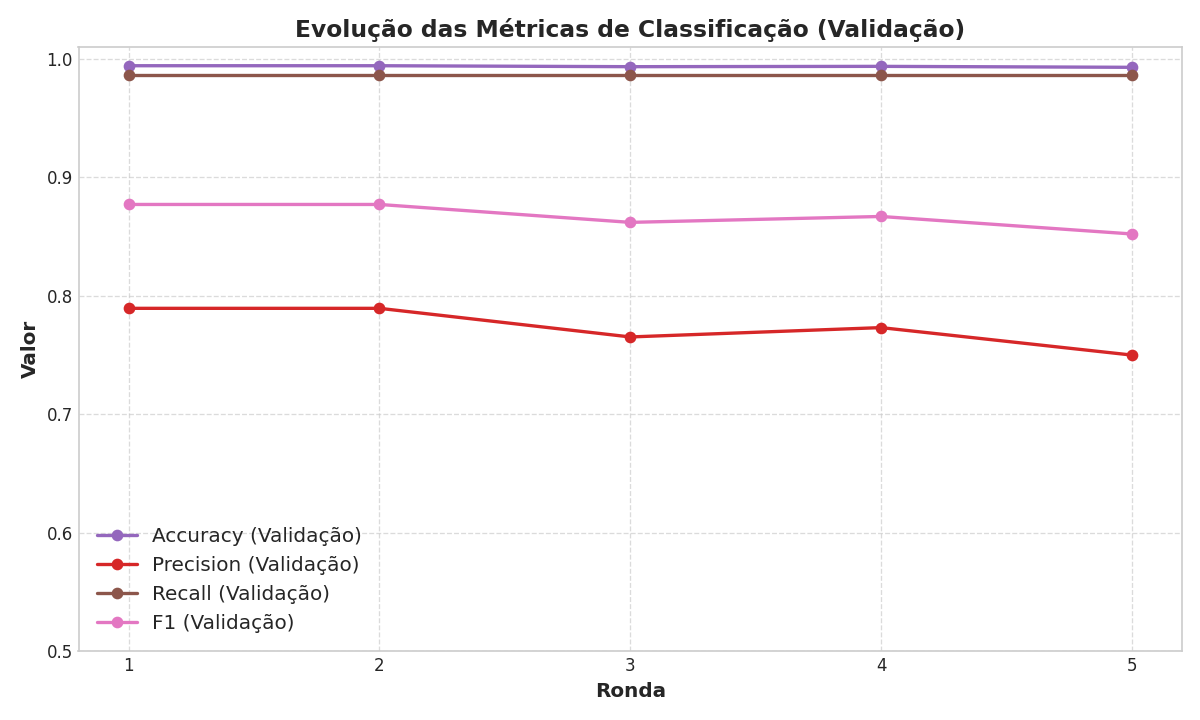 Evolução das Métricas de Classificação (Validação)
1.0
0.9
0.8
0.7
0.6
0.5
Valor
Accuracy (Validação)
Precision (Validação)
Recall (Validação)
F1 (Validação)
1 2 3 4 5
Ronda